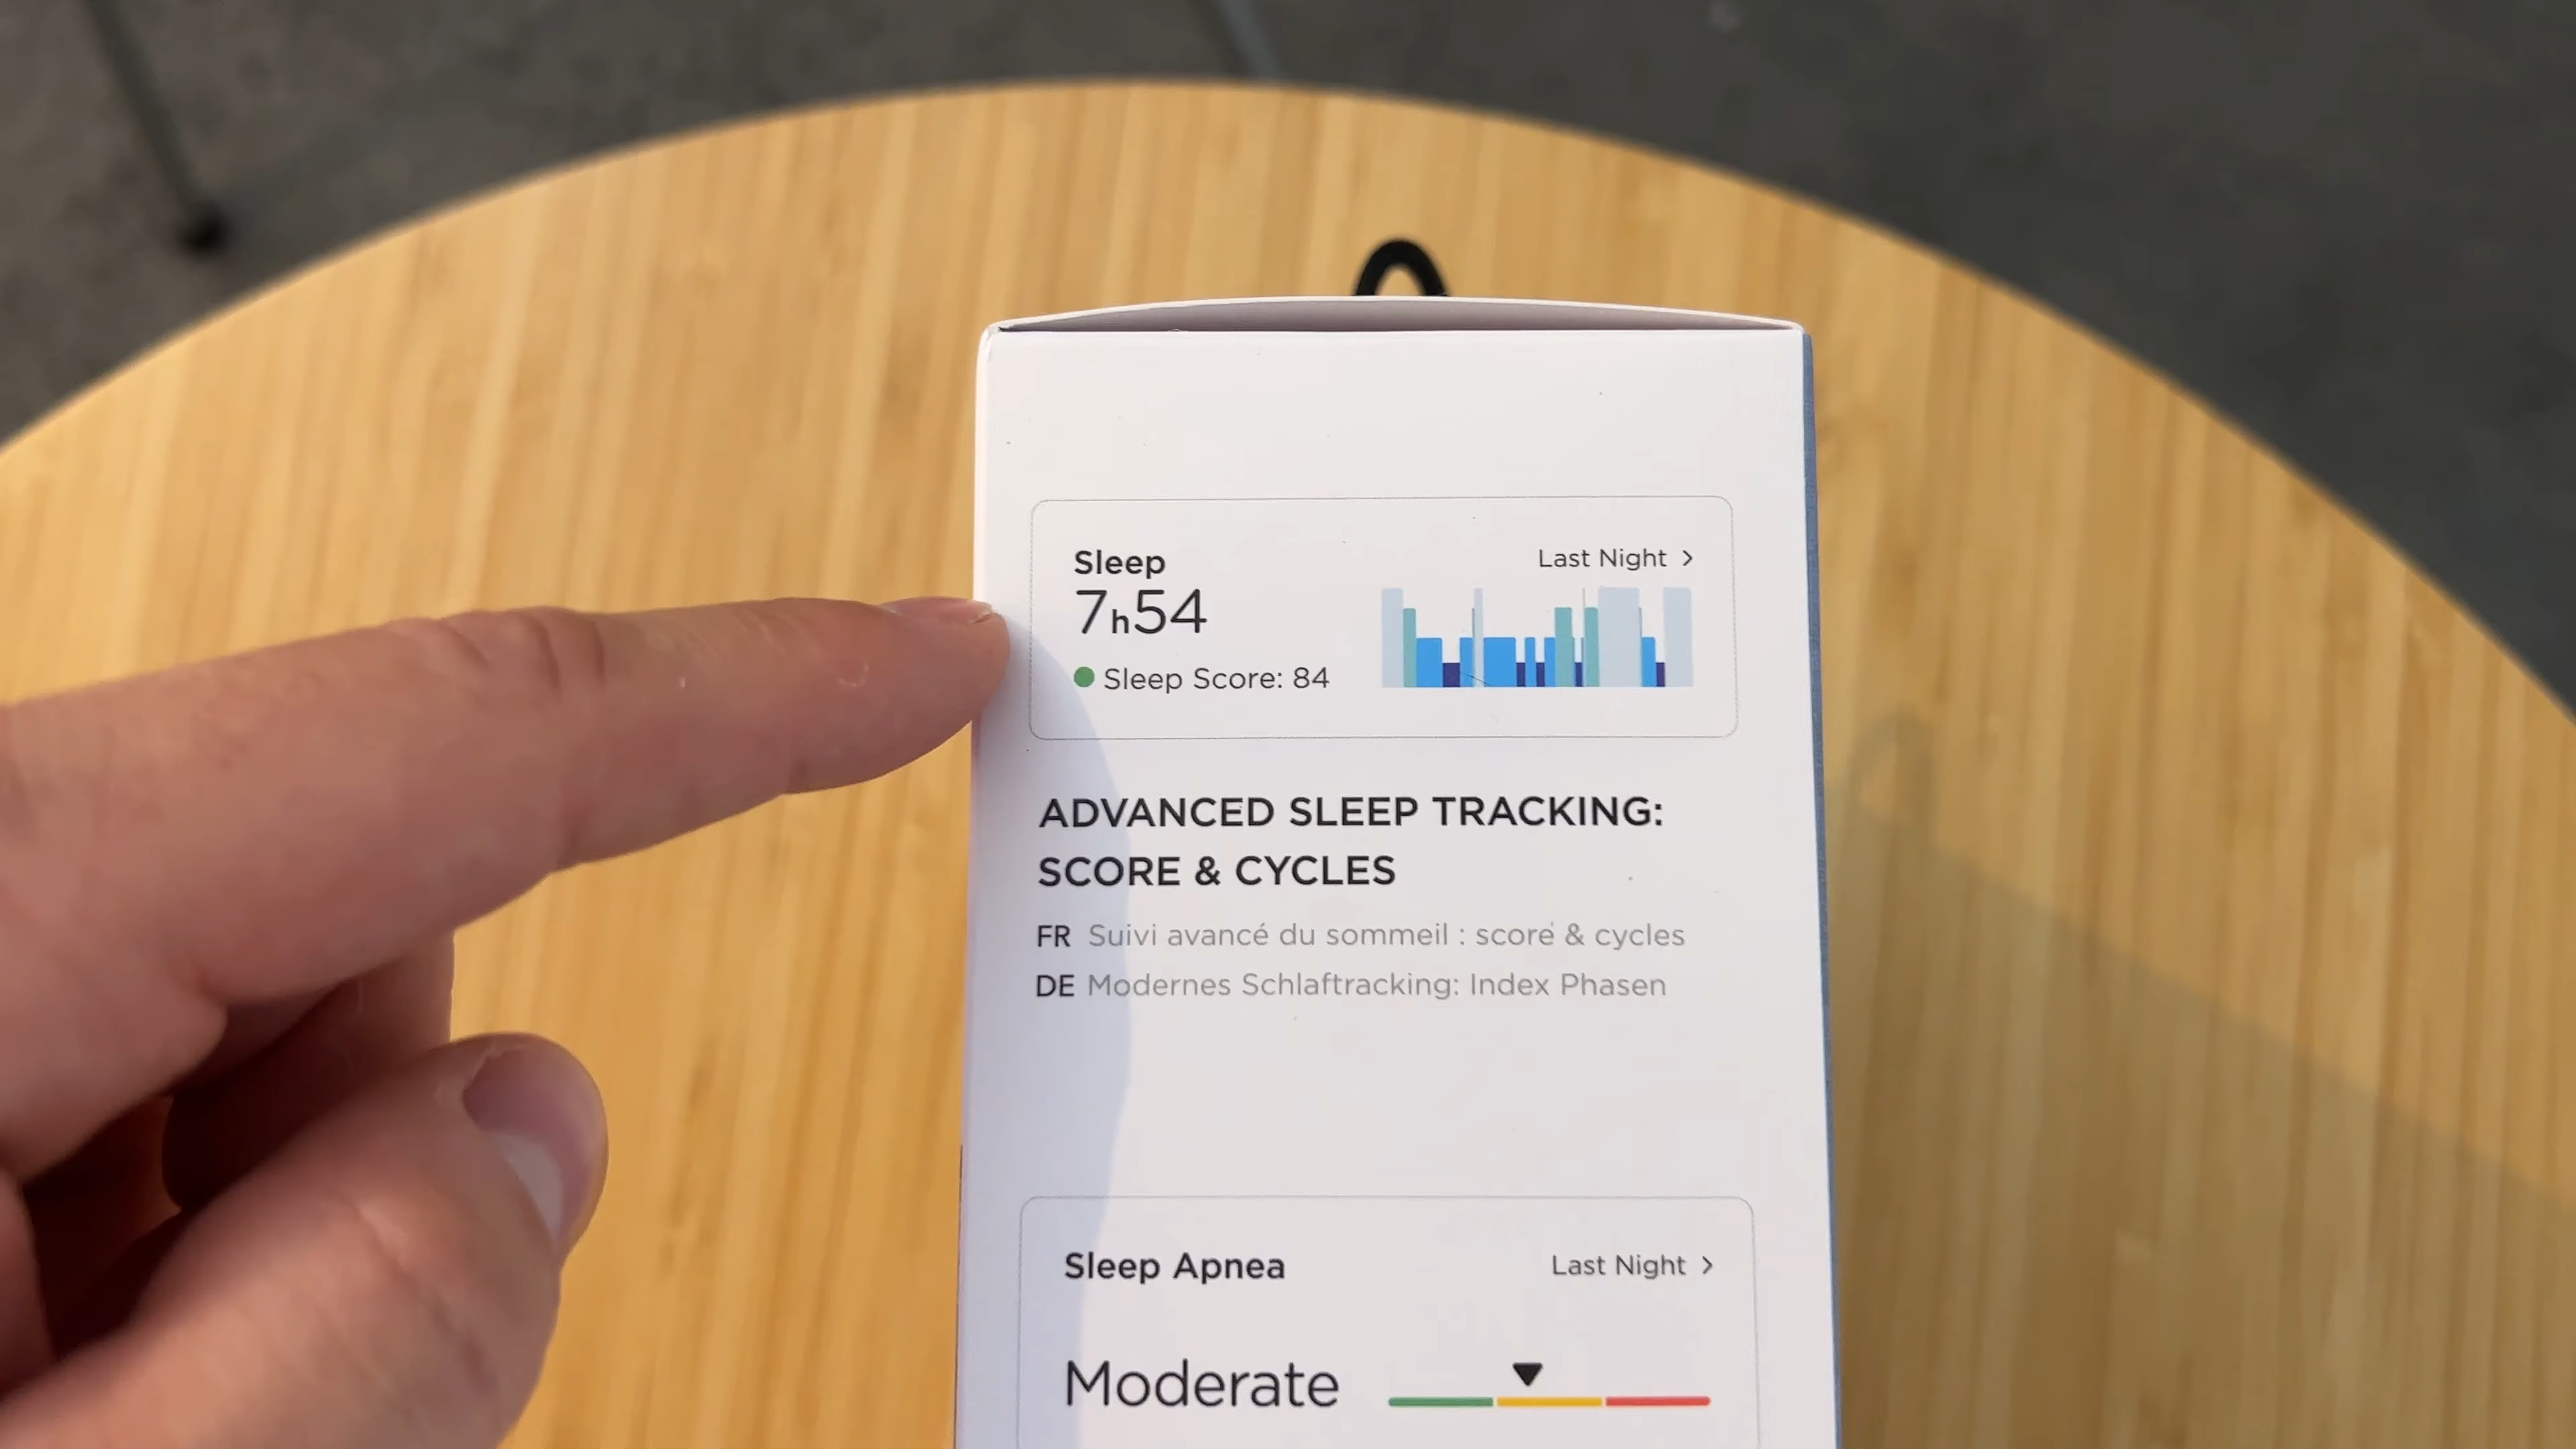 Sleep
Last Night >
7h54
Sleep Score: 84
ADVANCED SLEEP TRACKING:
SCORE & CYCLES
FR Suivi avancé du sommeil : score & cycles
DE Modernes Schlaftracking: Index Phasen
Sleep Apnea
Last Night >
Moderate